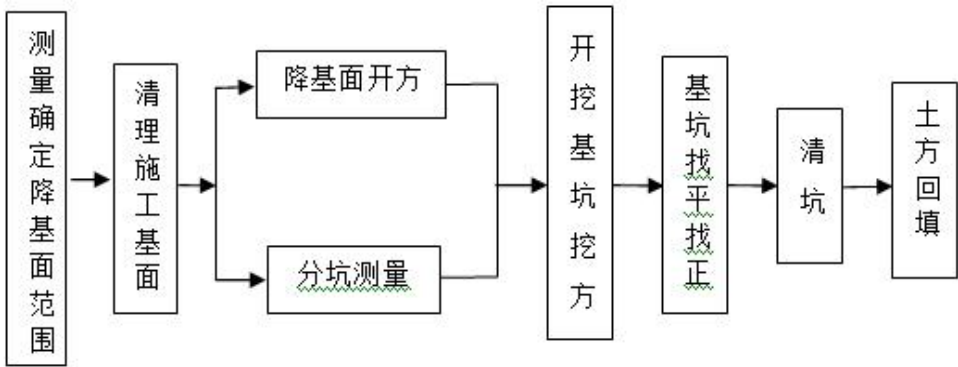 测量确定降基面范围
清理施工基面
降基面开方
分坑测量
开挖基坑挖方
基坑找平找正
清坑
土方回填